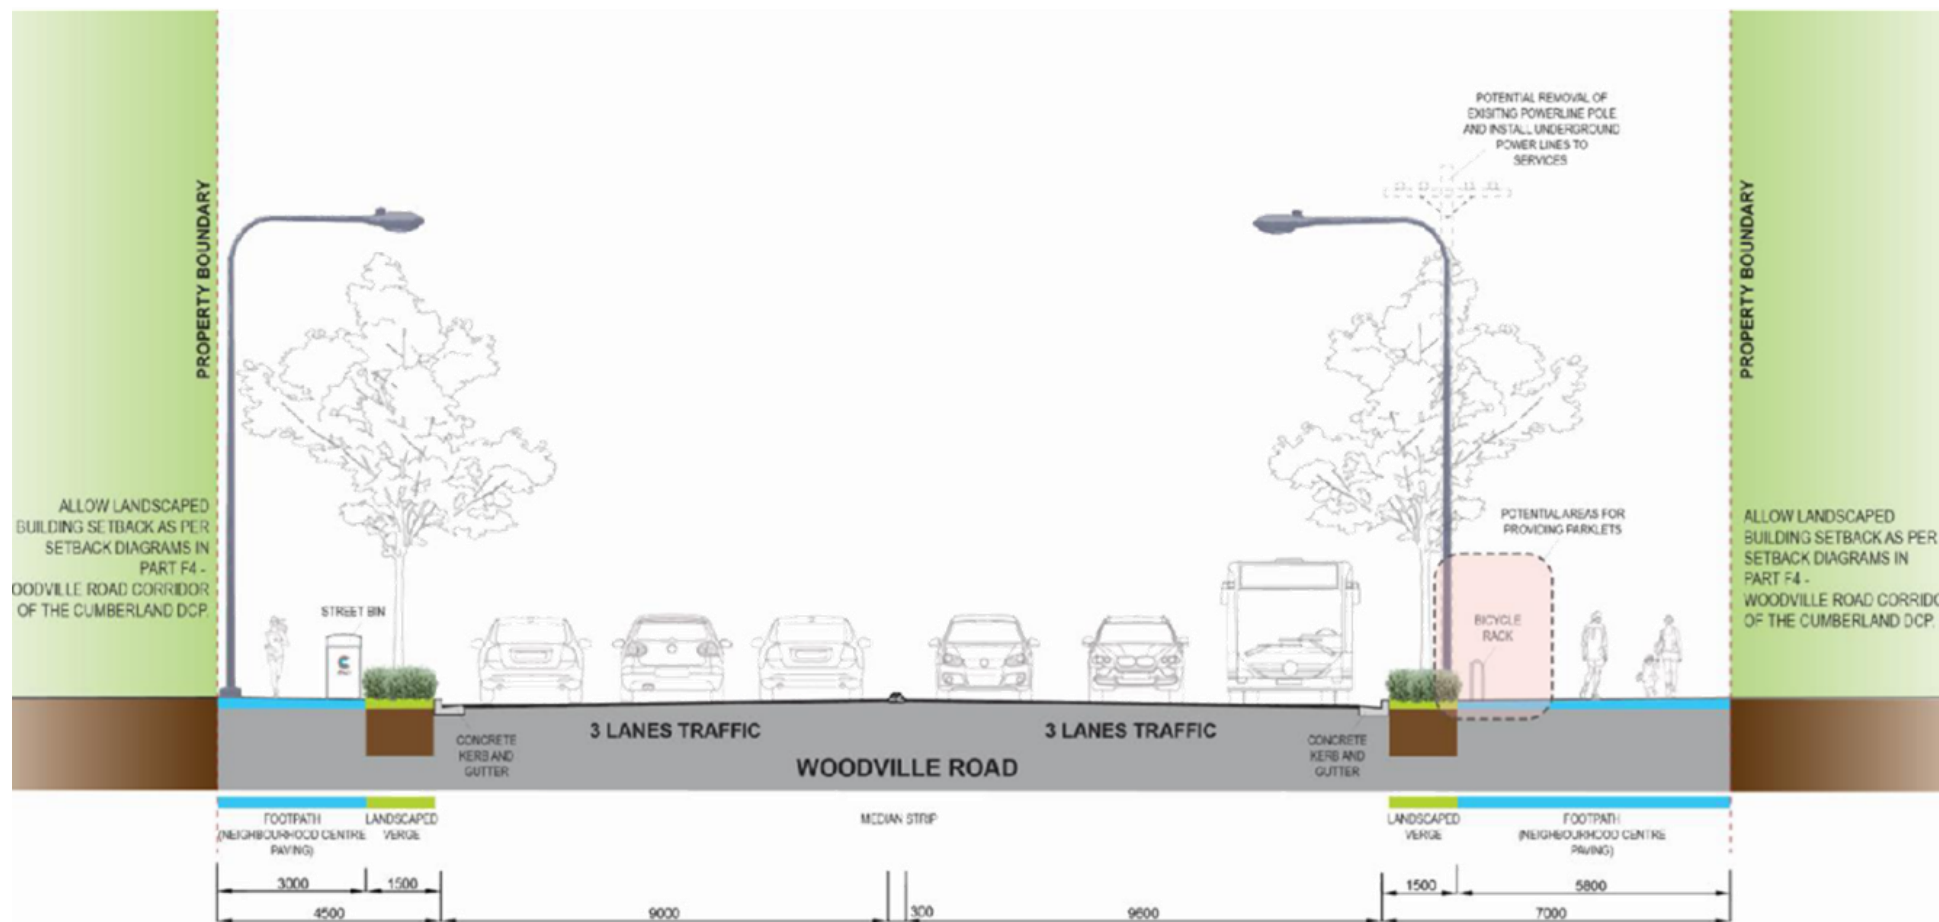 POTENTIAL REMOVAL OF
EXISITNG POWERLINE POLE
AND INSTALL UNDERGROUND
POWER LINES TO
SERVICES
PROPERTY BOUNDARY
PROPERTY BOUNDARY
ALLOW LANDSCAPED
BUILDING SETBACK AS PER
SETBACK DIAGRAMS IN
PART F4 -
OODVILLE ROAD CORRIDOR
OF THE CUMBERLAND DCP.
STREET BIN
POTENTIAL AREAS FOR
PROVIDING PARKLETS
BICYCLE
RACK
ALLOW LANDSCAPED
BUILDING SETBACK AS PER
SETBACK DIAGRAMS IN
PART F4 -
WOODVILLE ROAD CORRIDO
OF THE CUMBERLAND DCP.
3 LANES TRAFFIC
3 LANES TRAFFIC
CONCRETE
KERB AND
GUTTER
CONCRETE
KERB AND
GUTTER
WOODVILLE ROAD
FOOTPATH
(NEIGHBOURHOOD CENTRE
PAVING)
LANDSCAPED
VERGE
MEDIAN STRIP
LANDSCAPED
VERGE
FOOTPATH
(NEIGHBOURHOOD CENTRE
PAVING)
3000
1500
1500
5800
4500
9000
300
9600
7000